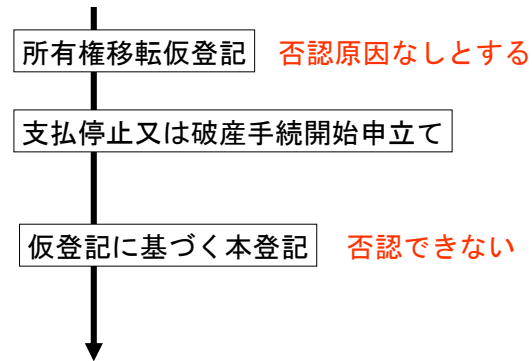 所有権移転仮登記 否認原因なしとする
支払停止又は破産手続開始申立て
仮登記に基づく本登記 否認できない